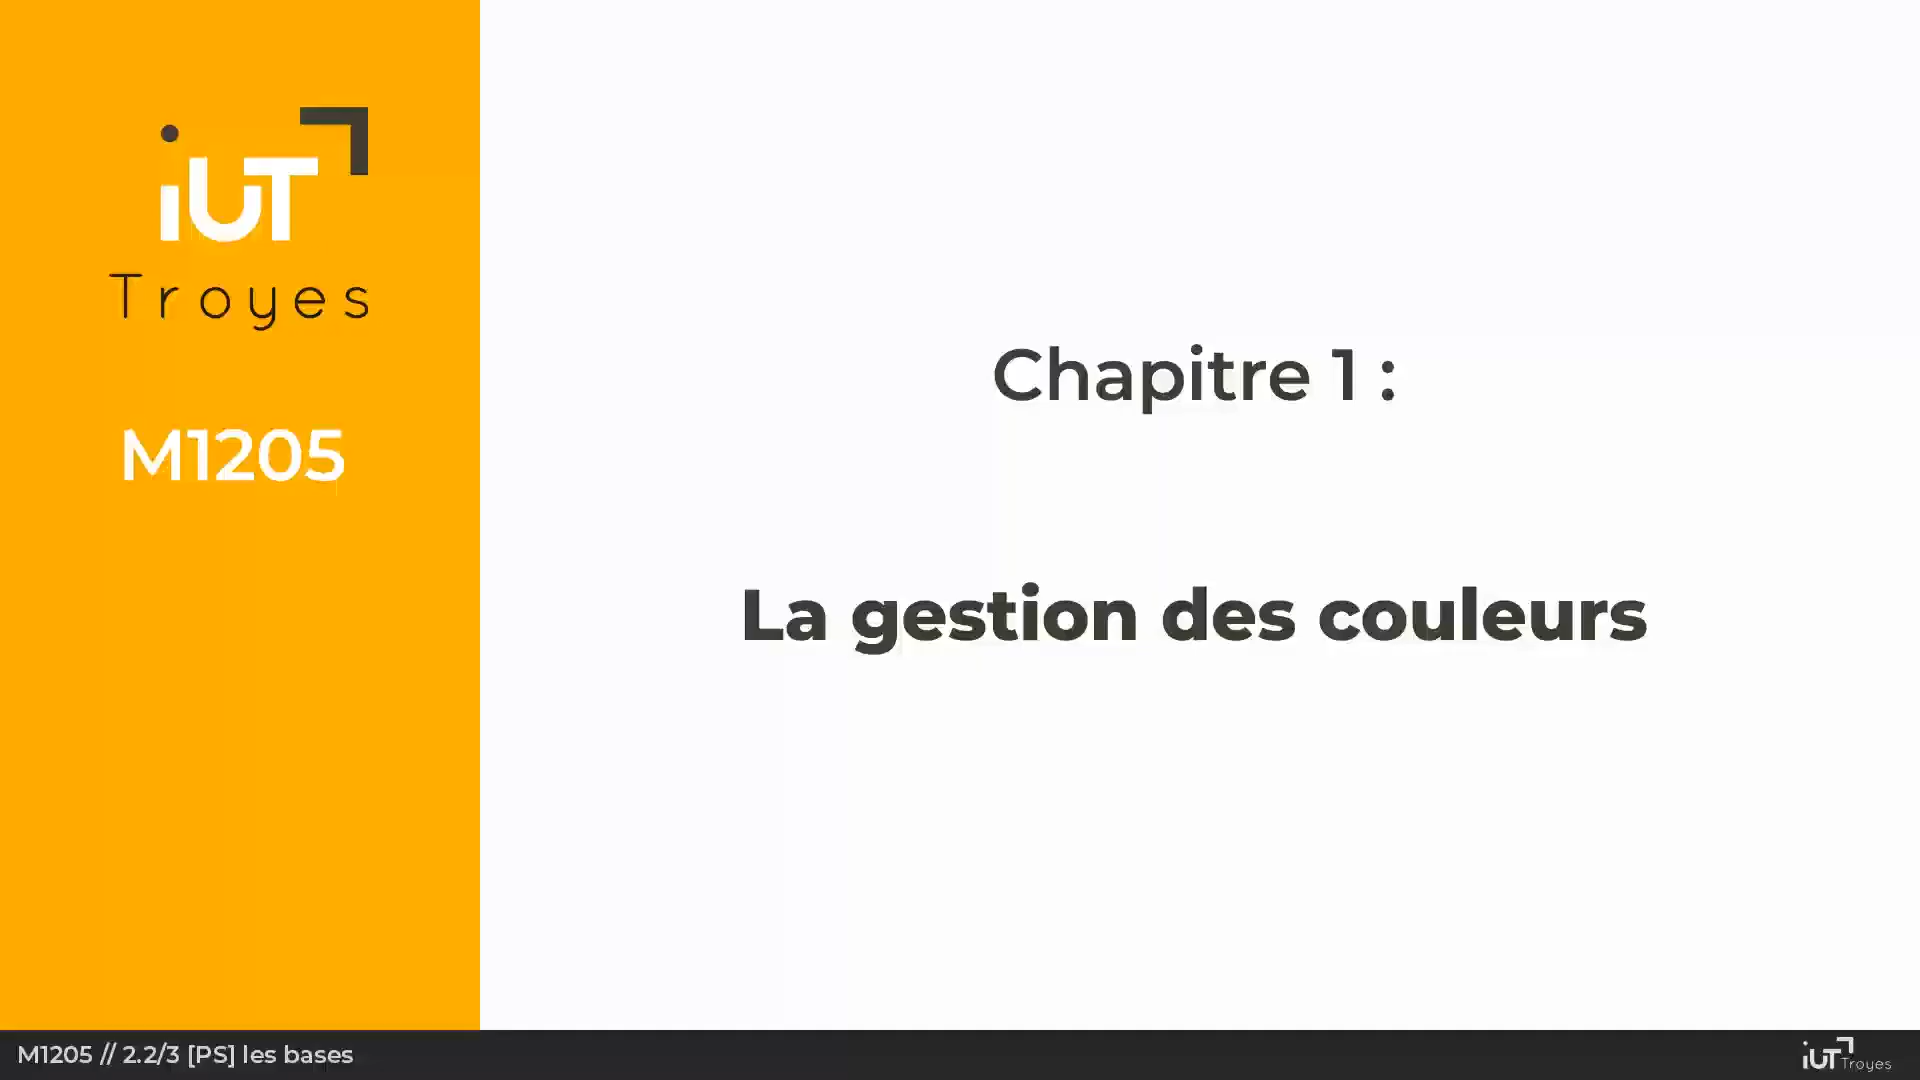 iUT
Troyes
M1205
Chapitre 1 :
La gestion des couleurs
M1205 // 2.2/3 [PS] les bases
iUT Troyes